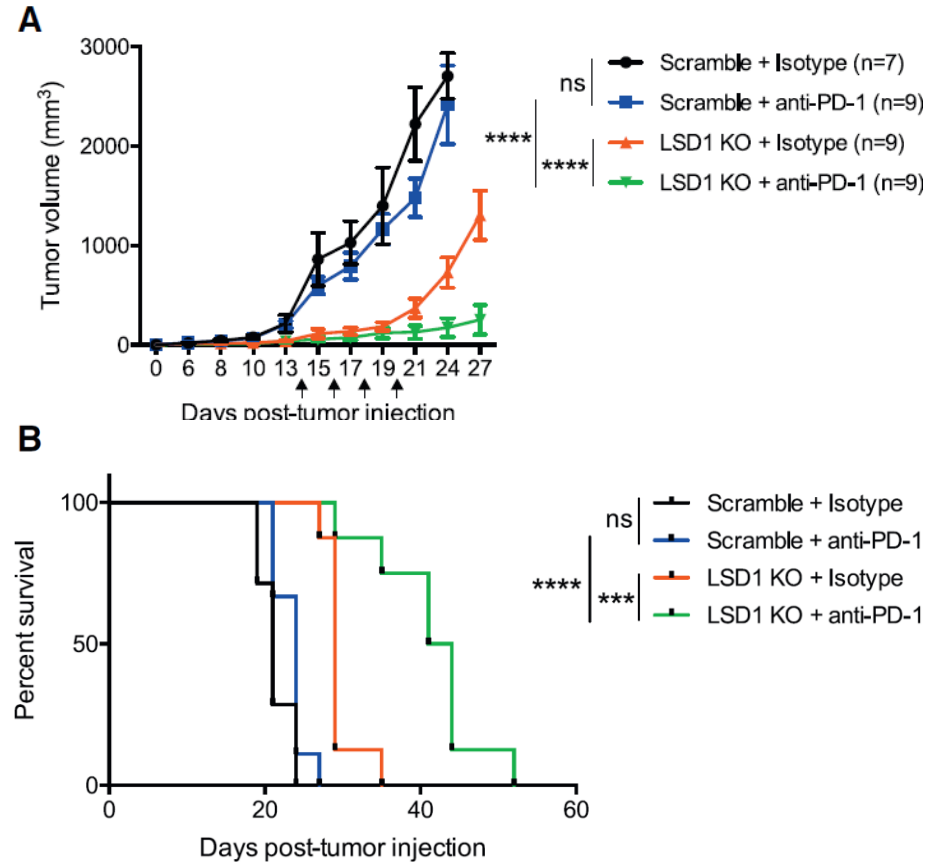 A
Tumor volume (mm³)
3000
2000
1000
0
0 6 8 10 13 15 17 19 21 24 27
Days post-tumor injection
Scramble + Isotype (n=7)
Scramble + anti-PD-1 (n=9)
LSD1 KO + Isotype (n=9)
LSD1 KO + anti-PD-1 (n=9)
ns
****
****
B
Percent survival
100
50
0
0 20 40 60
Days post-tumor injection
Scramble + Isotype
Scramble + anti-PD-1
LSD1 KO + Isotype
LSD1 KO + anti-PD-1
ns
****
***